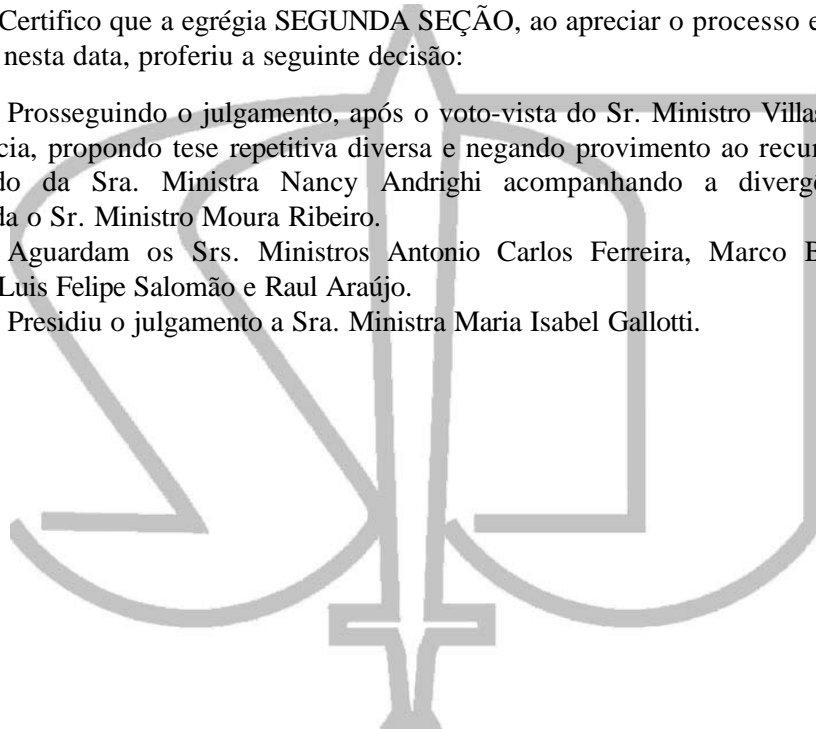 Certifico que a egrégia SEGUNDA SEÇÃO, ao apreciar o processo e
nesta data, proferiu a seguinte decisão:
Prosseguindo o julgamento, após o voto-vista do Sr. Ministro Villas
cia, propondo tese repetitiva diversa e negando provimento ao recur
do da Sra. Ministra Nancy Andrighi acompanhando a divergê
da o Sr. Ministro Moura Ribeiro.
Aguardam os Srs. Ministros Antonio Carlos Ferreira, Marco B
Luis Felipe Salomão e Raul Araújo.
Presidiu o julgamento a Sra. Ministra Maria Isabel Gallotti.